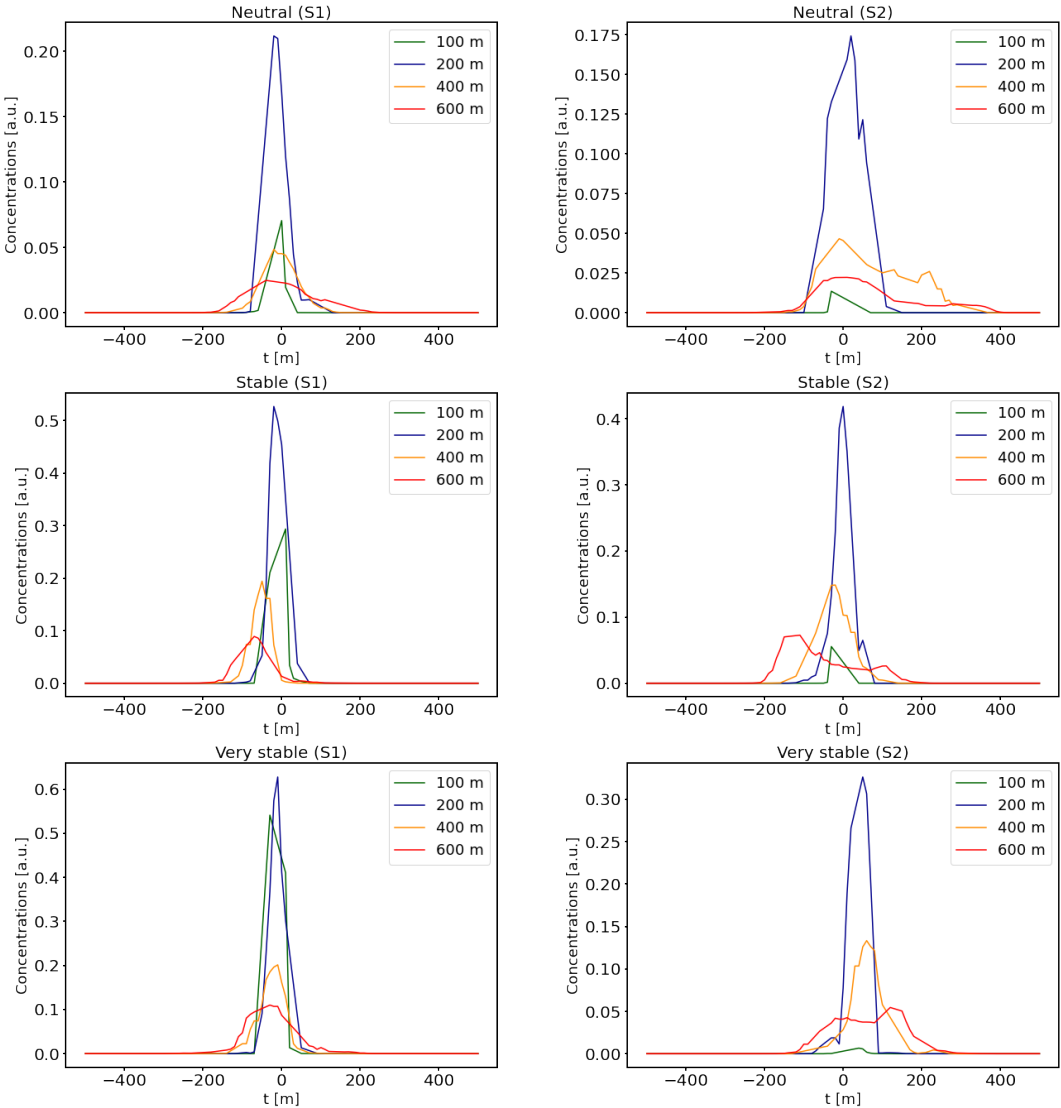 Neutral (S1)
Concentrations [a.u.]
0.20
0.15
0.10
0.05
0.00
−400
−200
0
200
400
t [m]
100 m
200 m
400 m
600 m
Neutral (S2)
Concentrations [a.u.]
0.175
0.150
0.125
0.100
0.075
0.050
0.025
0.000
−400
−200
0
200
400
t [m]
100 m
200 m
400 m
600 m
Stable (S1)
Concentrations [a.u.]
0.5
0.4
0.3
0.2
0.1
0.0
−400
−200
0
200
400
t [m]
100 m
200 m
400 m
600 m
Stable (S2)
Concentrations [a.u.]
0.4
0.3
0.2
0.1
0.0
−400
−200
0
200
400
t [m]
100 m
200 m
400 m
600 m
Very stable (S1)
Concentrations [a.u.]
0.6
0.5
0.4
0.3
0.2
0.1
0.0
−400
−200
0
200
400
t [m]
100 m
200 m
400 m
600 m
Very stable (S2)
Concentrations [a.u.]
0.30
0.25
0.20
0.15
0.10
0.05
0.00
−400
−200
0
200
400
t [m]
100 m
200 m
400 m
600 m